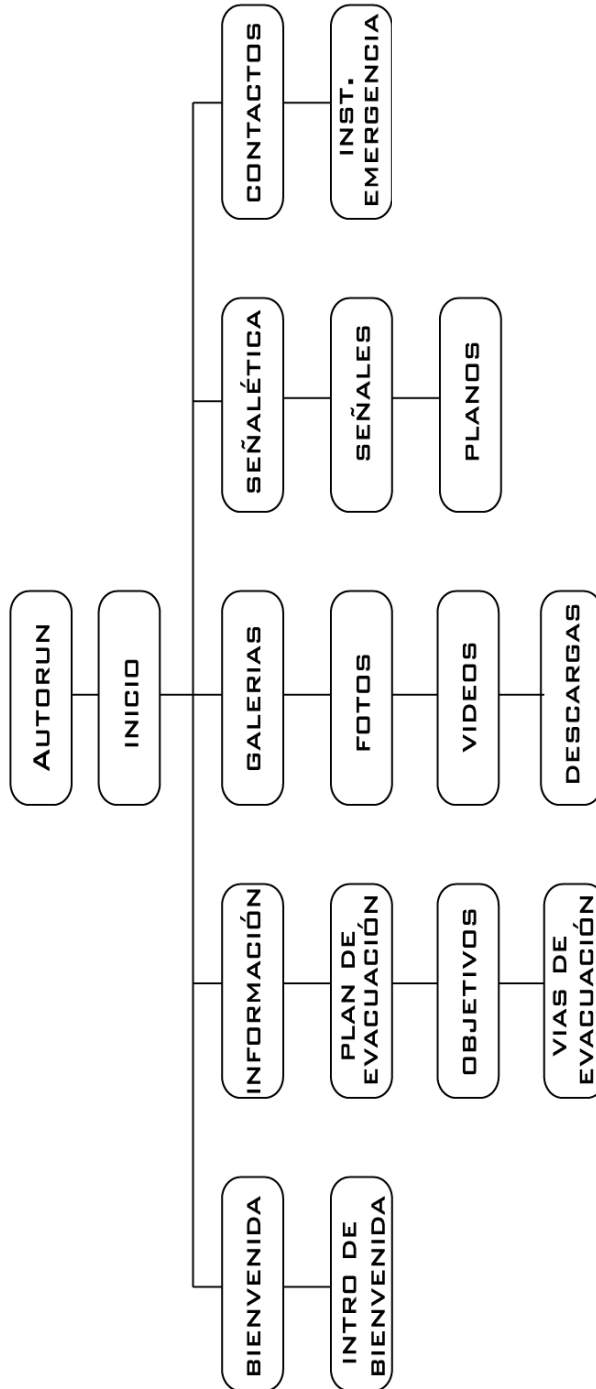 AUTORUN
INICIO
BIENVENIDA
INTRO DE
BIENVENIDA
INFORMACIÓN
PLAN DE
EVACUACIÓN
OBJETIVOS
VIAS DE
EVACUACIÓN
GALERIAS
FOTOS
VIDEOS
DESCARGAS
SEÑALÉTICA
SEÑALES
PLANOS
CONTACTOS
INST.
EMERGENCIA